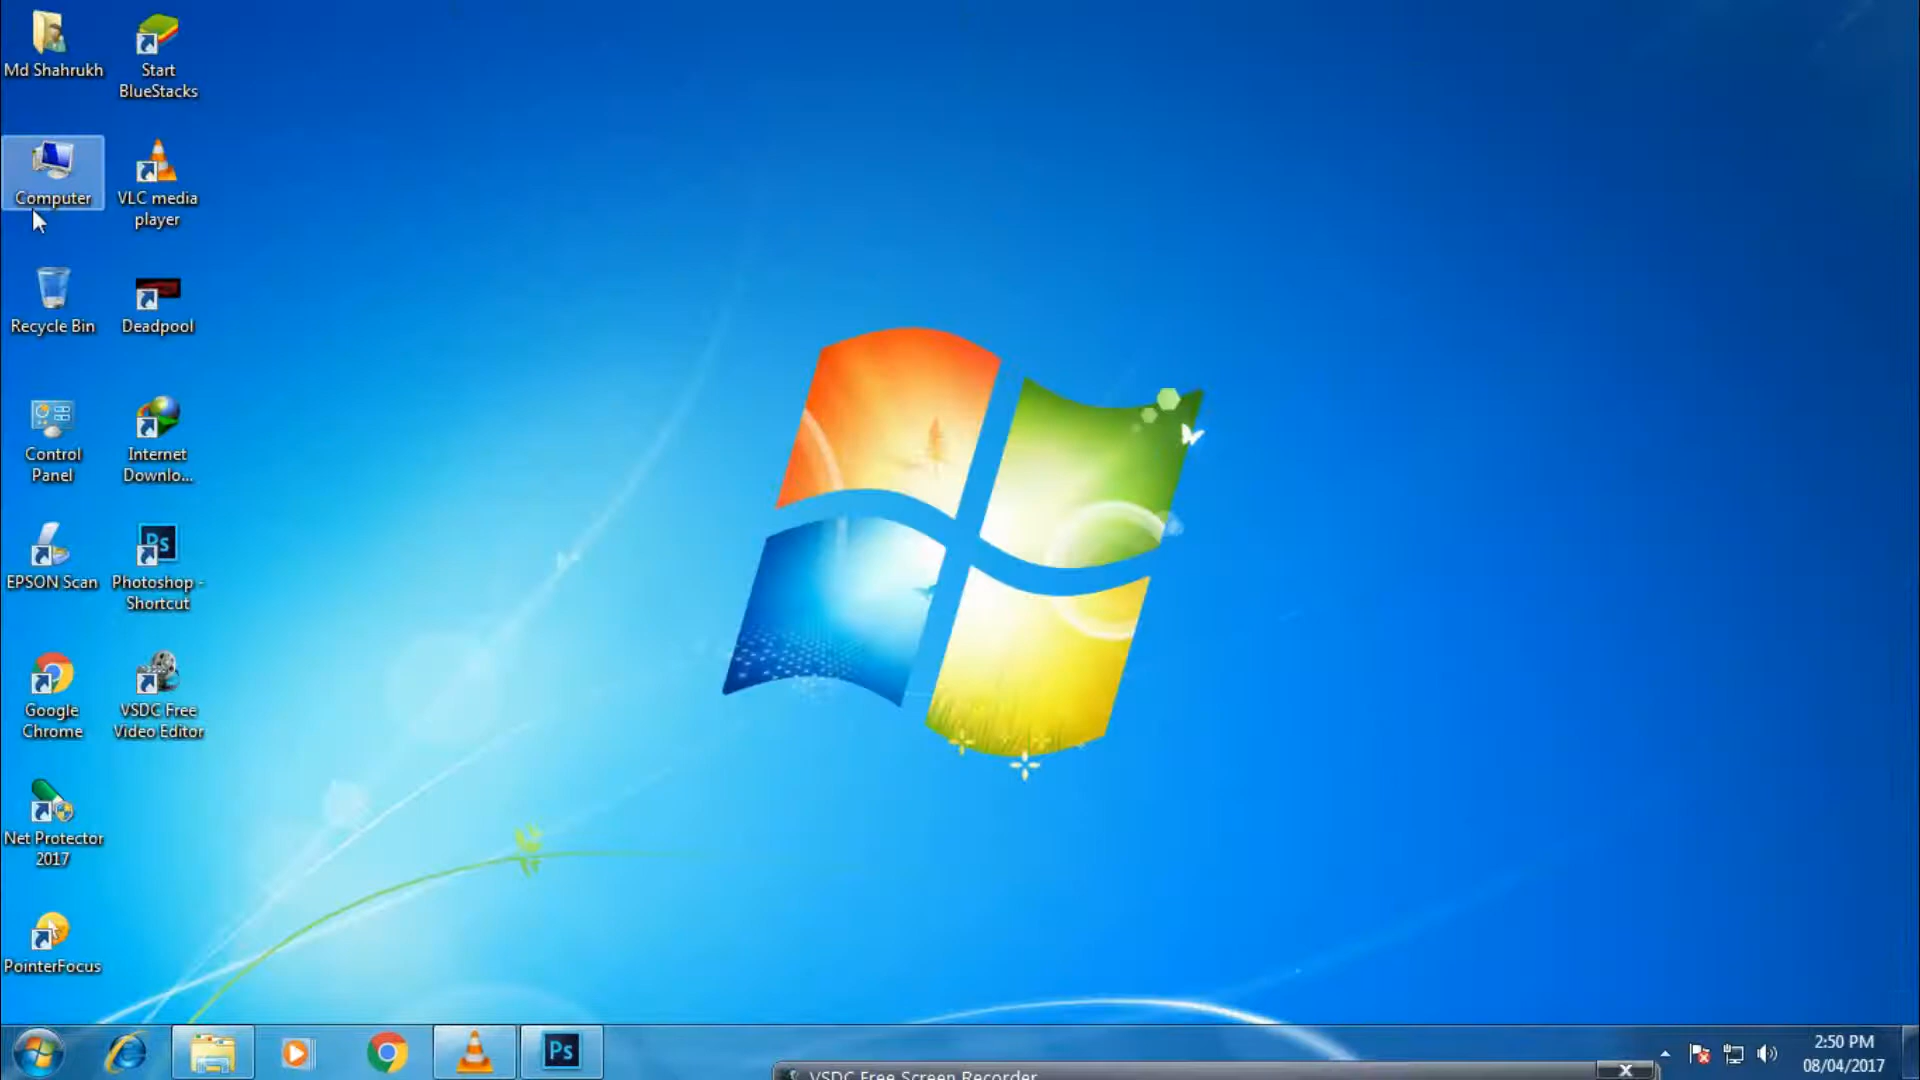 Md Shahrukh
Start
BlueStacks
Computer
VLC media
player
Recycle Bin
Deadpool
Control
Panel
Internet
Downlo...
EPSON Scan
Photoshop -
Shortcut
Google
Chrome
VSDC Free
Video Editor
Net Protector
2017
PointerFocus
Ps
Ps
VSDC Free Screen Recorder
X
2:50 PM
08/04/2017